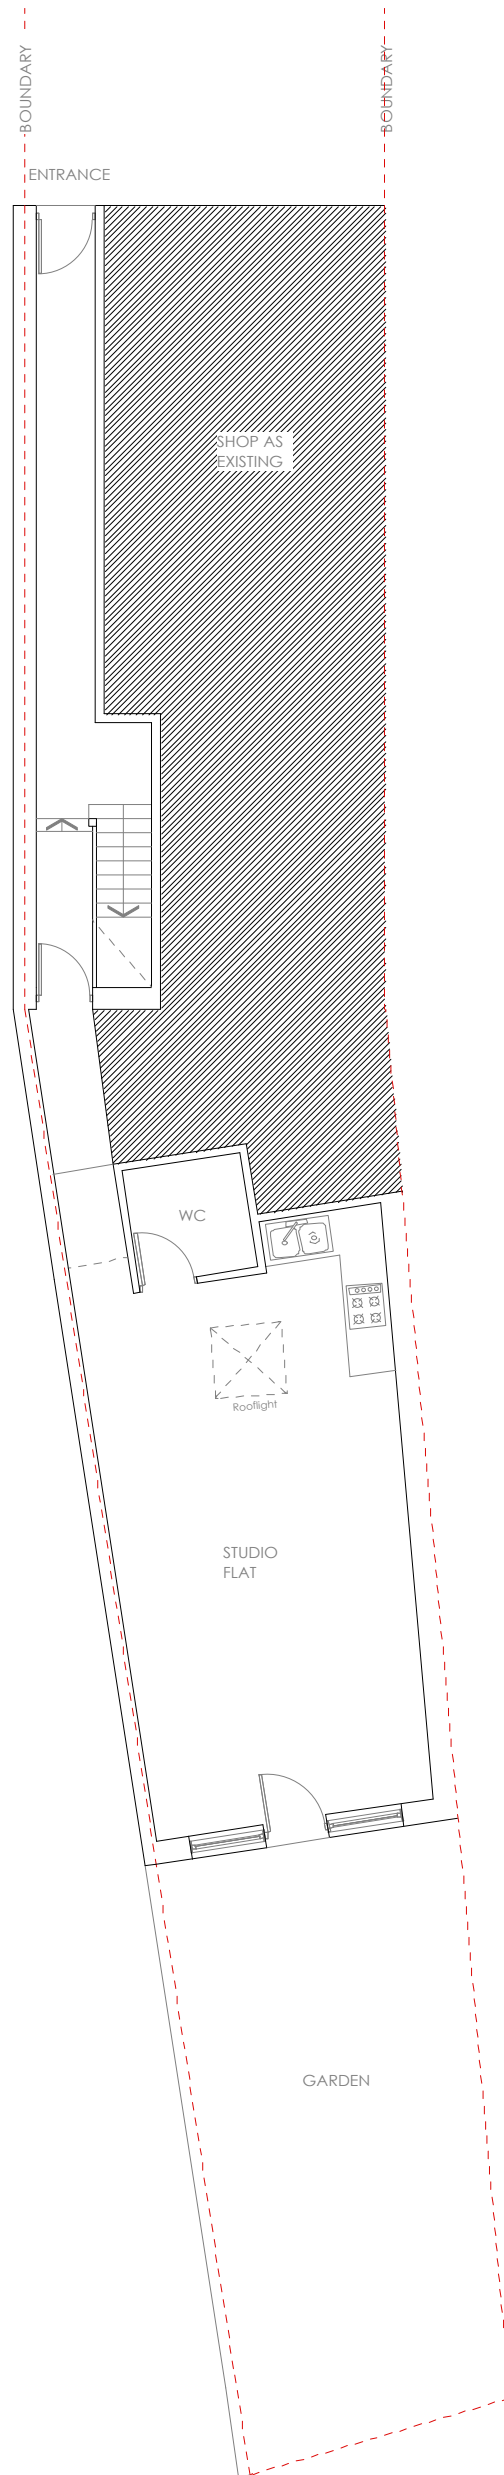 BOUNDARY
BOUNDARY
ENTRANCE
SHOP AS
EXISTING
WC
Rooflight
STUDIO
FLAT
GARDEN